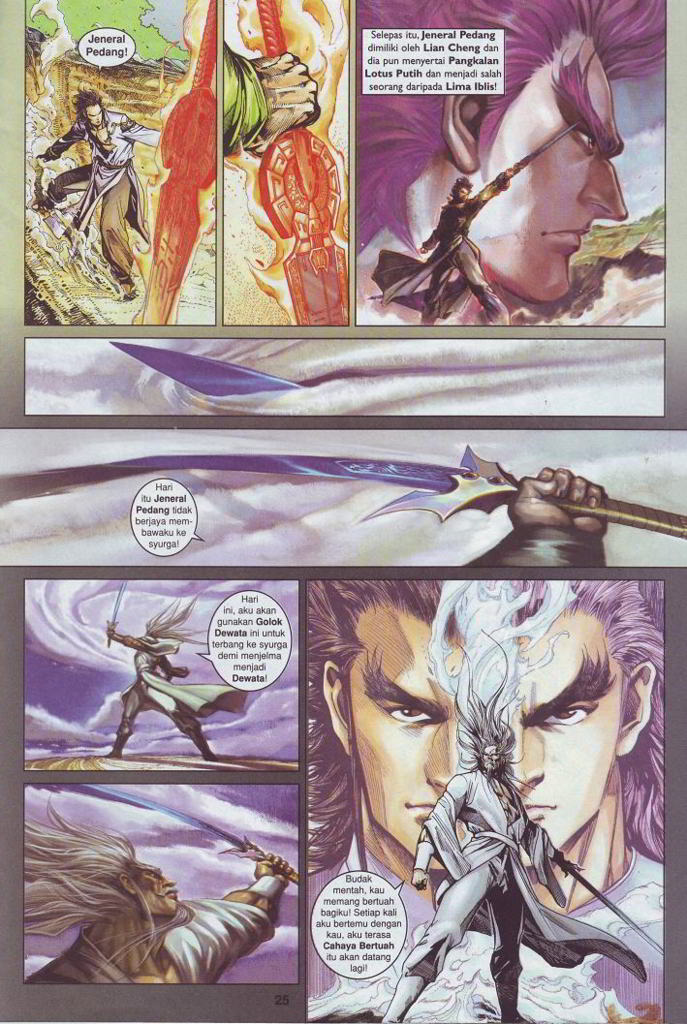 Jeneral
Pedang!
Selepas itu, Jeneral Pedang
dimiliki oleh Lian Cheng dan
dia pun menyertai Pangkalan
Lotus Putih dan menjadi salah
seorang daripada Lima Iblis!
Hari
itu Jeneral
Pedang tidak
berjaya mem-
bawaku ke
syurga!
Hari
ini, aku akan
gunakan Golok
Dewata ini untuk
terbang ke syurga
demi menjelma
menjadi
Dewata!
Budak
mentah, kau
memang bertuah
bagiku! Setiap kali
aku bertemu dengan
kau, aku terasa
Cahaya Bertuah
itu akan datang
lagi!
25